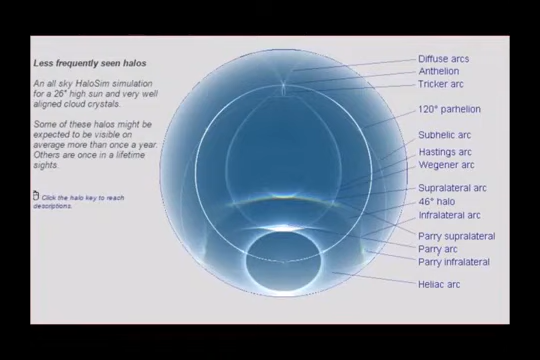 Less frequently seen halos
An all sky HaloSim simulation
for a 26° high sun and very well
aligned cloud crystals.
Some of these halos might be
expected to be visible on
average more than once a year.
Others are once in a lifetime
sights.
Click the halo key to reach
descriptions.
Diffuse arcs
Anthelion
Tricker arc
120° parhelion
Subhelic arc
Hastings arc
Wegener arc
Supralateral arc
46° halo
Infralateral arc
Parry supralateral
Parry arc
Parry infralateral
Heliac arc